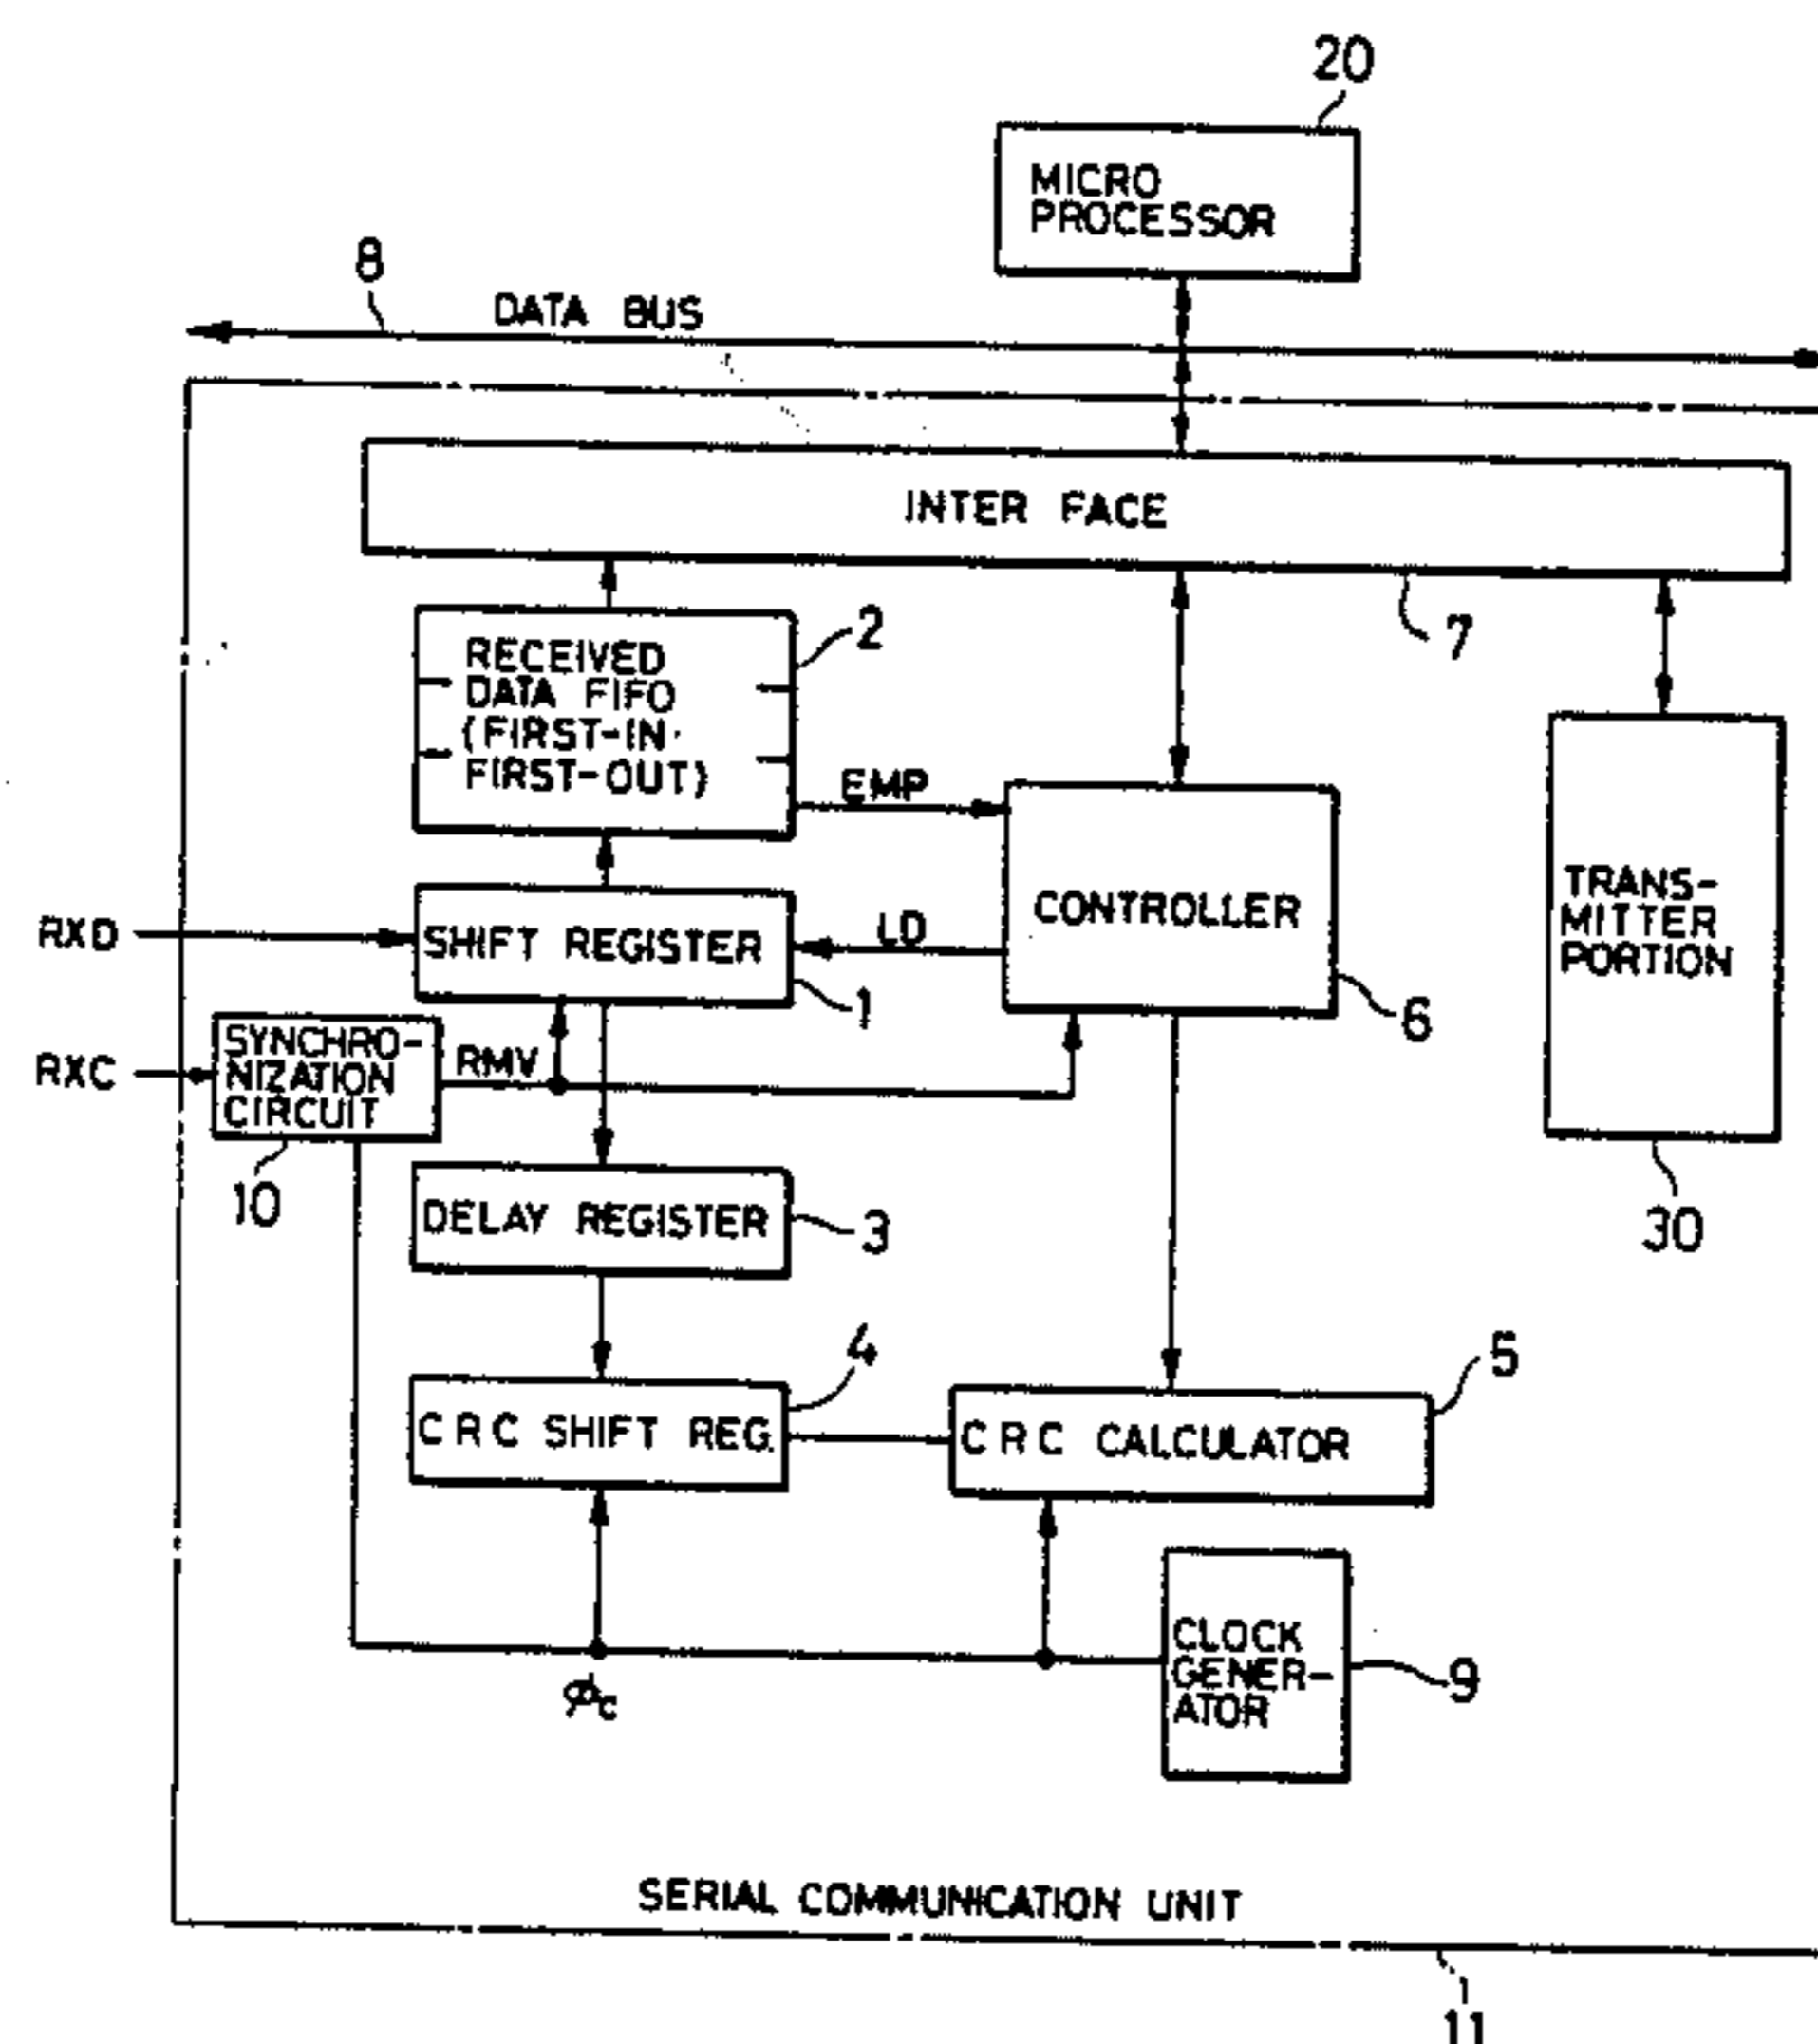 20
MICRO
PROCESSOR
8
DATA BUS
INTER FACE
7
RECEIVED
DATA FIFO
(FIRST-IN
FIRST-OUT)
2
EMP
CONTROLLER
6
TRANS-
MITTER
PORTION
30
RXD
SHIFT REGISTER
1
LD
RXC
SYNCHRO-
NIZATION
CIRCUIT
10
RMV
DELAY REGISTER
3
CRC SHIFT REG.
4
CRC CALCULATOR
5
CLOCK
GENER-
ATOR
9
φc
SERIAL COMMUNICATION UNIT
11